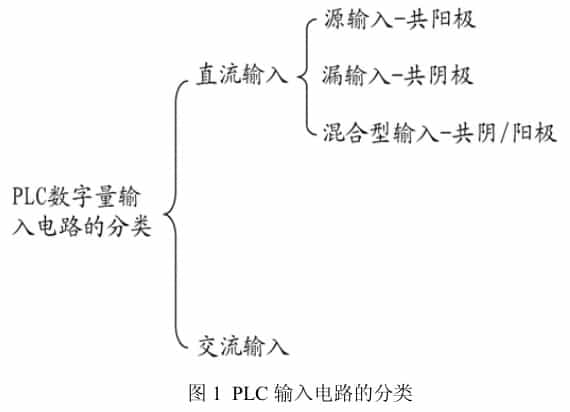 源输入-共阳极
直流输入
漏输入-共阴极
混合型输入-共阴/阳极
PLC数字量输
入电路的分类
交流输入
图 1 PLC 输入电路的分类